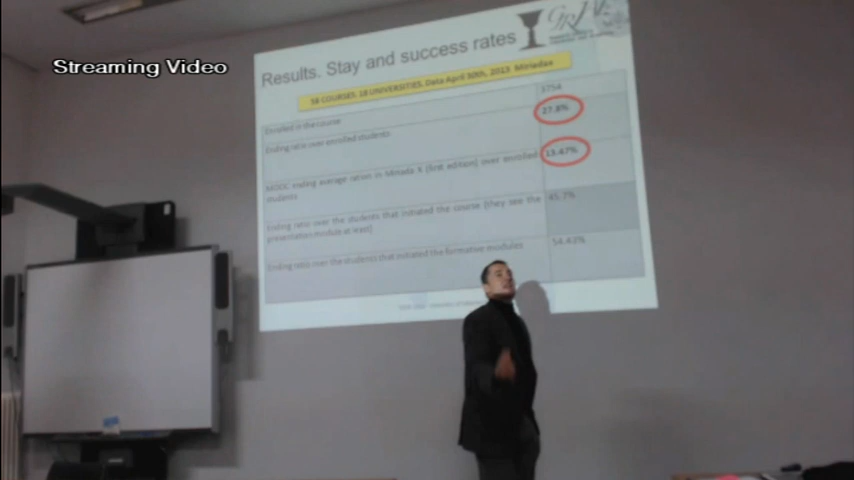 Streaming Video
Results. Stay and success rates
GRIAL
58 COURSES. 18 UNIVERSITIES. Data April 30th, 2013. Miriadax
Enrolled in the course
3754
Ending ratio over enrolled students
27.8%
MOOC ending average ration in Miriada X (first edition) over enrolled
students
13.47%
Ending ratio over the students that initiated the course (they see the
presentation module at least)
45.7%
Ending ratio over the students that initiated the formative modules
54.43%